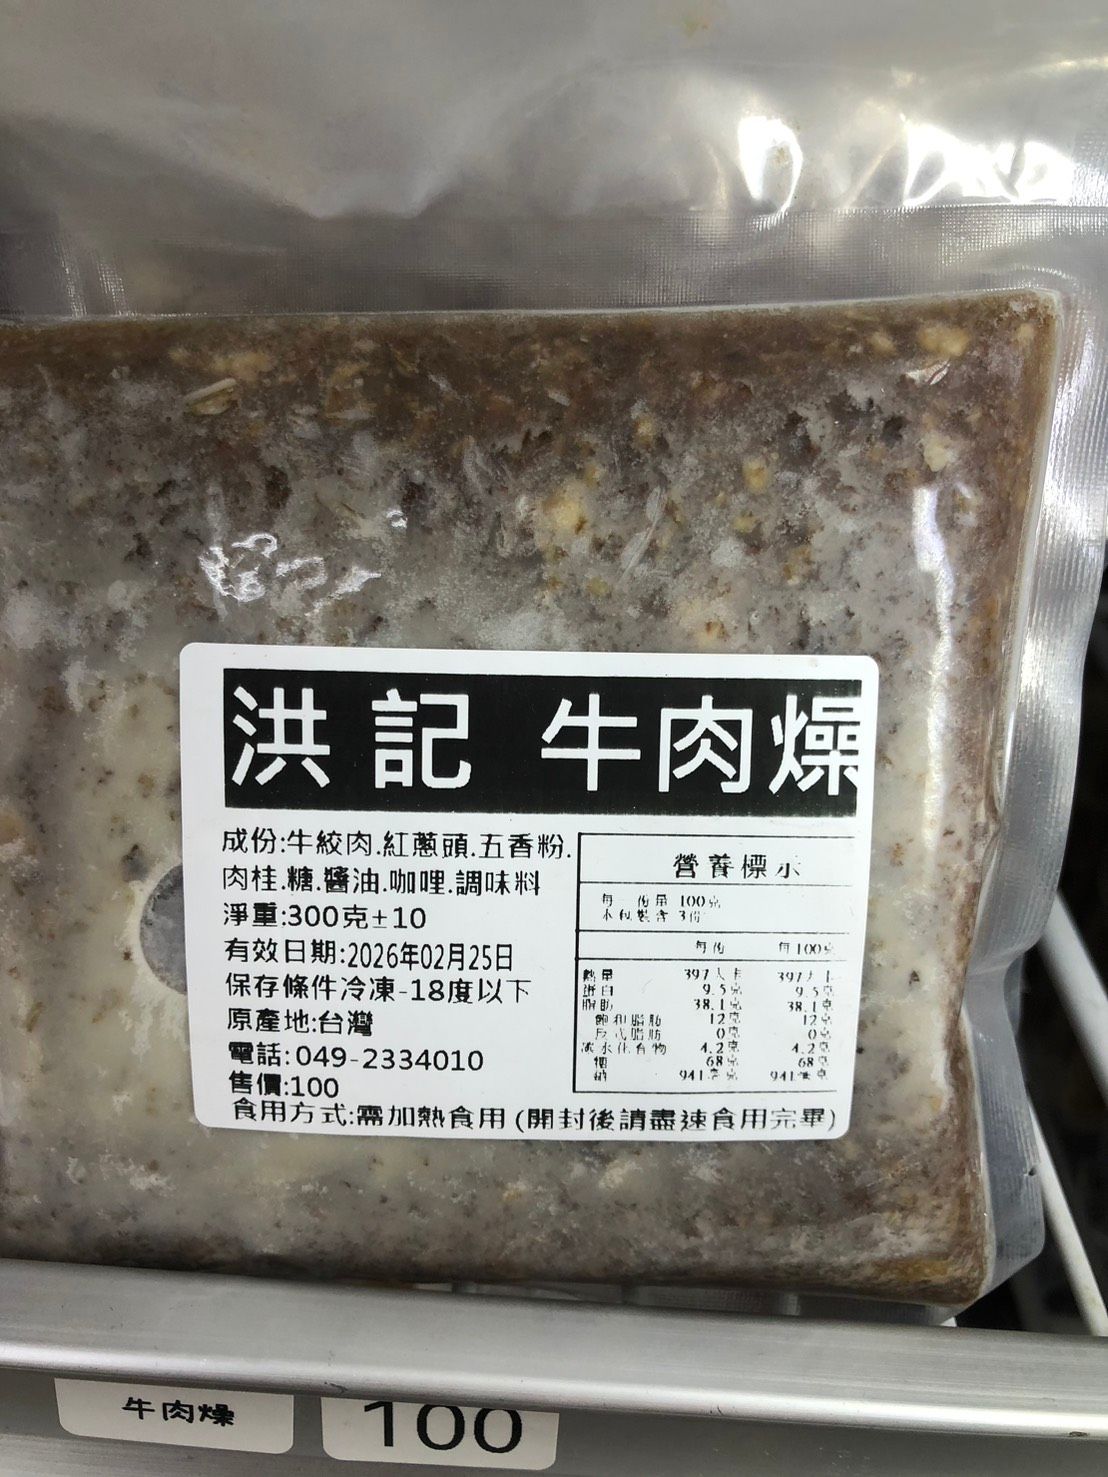 洪記 牛肉燥
成份:牛絞肉.紅蔥頭.五香粉.
肉桂.糖.醬油.咖哩.調味料
淨重:300克±10
有效日期:2026年02月25日
保存條件冷凍-18度以下
原產地:台灣
電話:049-2334010
售價:100
食用方式:需加熱食用(開封後請盡速食用完畢)
營養標示
每一份量 100克
本包裝含 3份
每份 每100克
熱量 397大卡 397大卡
蛋白 9.5克 9.5克
脂肪 38.1克 38.1克
飽和脂肪 12克 12克
反式脂肪 0克 0克
碳水化合物 4.2克 4.2克
糖 68克 68克
鈉 941毫克 941毫克
牛肉燥 100